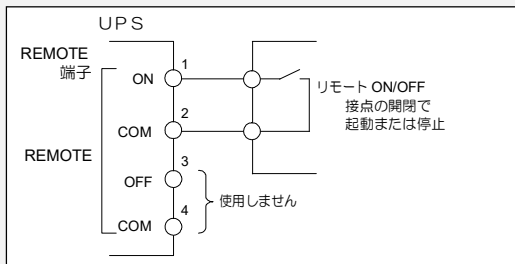 UPS
REMOTE
端子
1
ON
2
COM
REMOTE
3
OFF
4
COM
リモート ON/OFF
接点の開閉で
起動または停止
使用しません